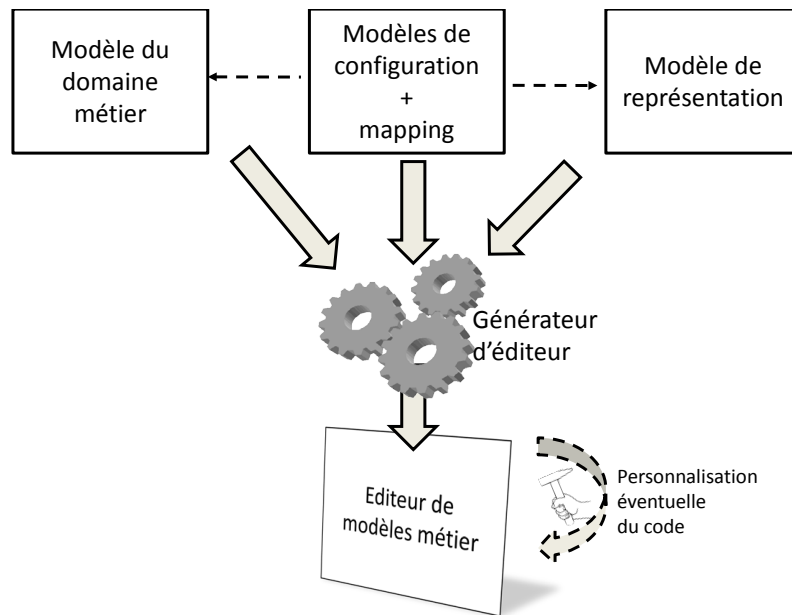 Modèle du
domaine
métier
Modèles de
configuration
+
mapping
Modèle de
représentation
Générateur
d'éditeur
Editeur de
modèles métier
Personnalisation
éventuelle
du code